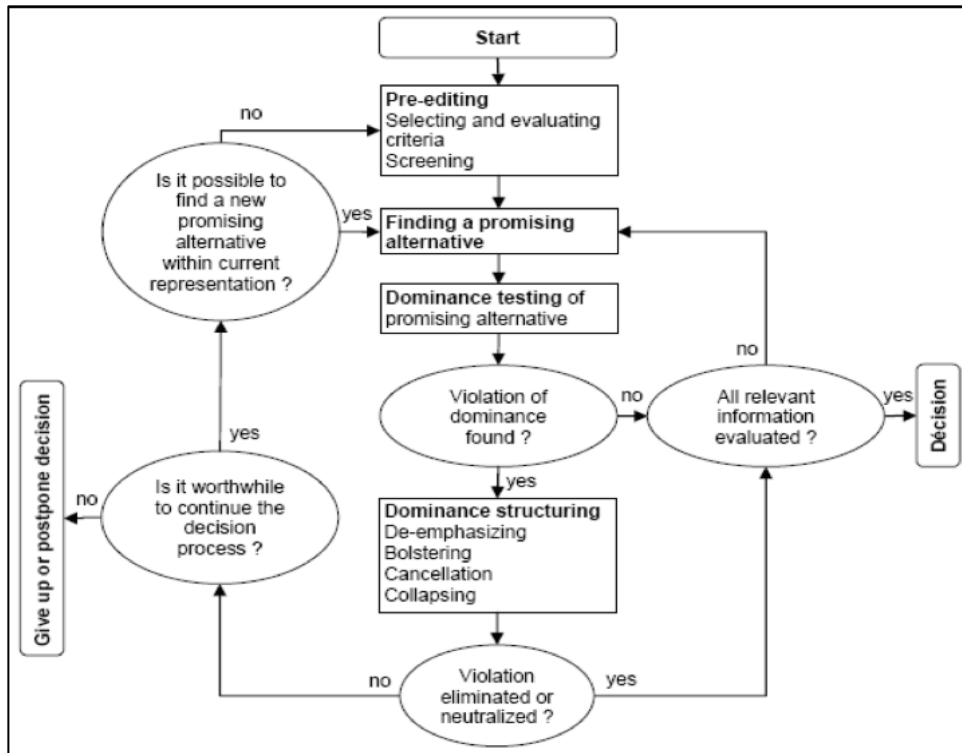 Start
Pre-editing
Selecting and evaluating
criteria
Screening
no
Is it possible to
find a new
promising
alternative
within current
representation ?
yes
Finding a promising
alternative
Dominance testing of
promising alternative
no
Violation of
dominance
found ?
no
All relevant
information
evaluated ?
yes
Décision
yes
Give up or postpone decision
no
Is it worthwhile
to continue the
decision
process ?
yes
Dominance structuring
De-emphasizing
Bolstering
Cancellation
Collapsing
no
Violation
eliminated or
neutralized ?
yes